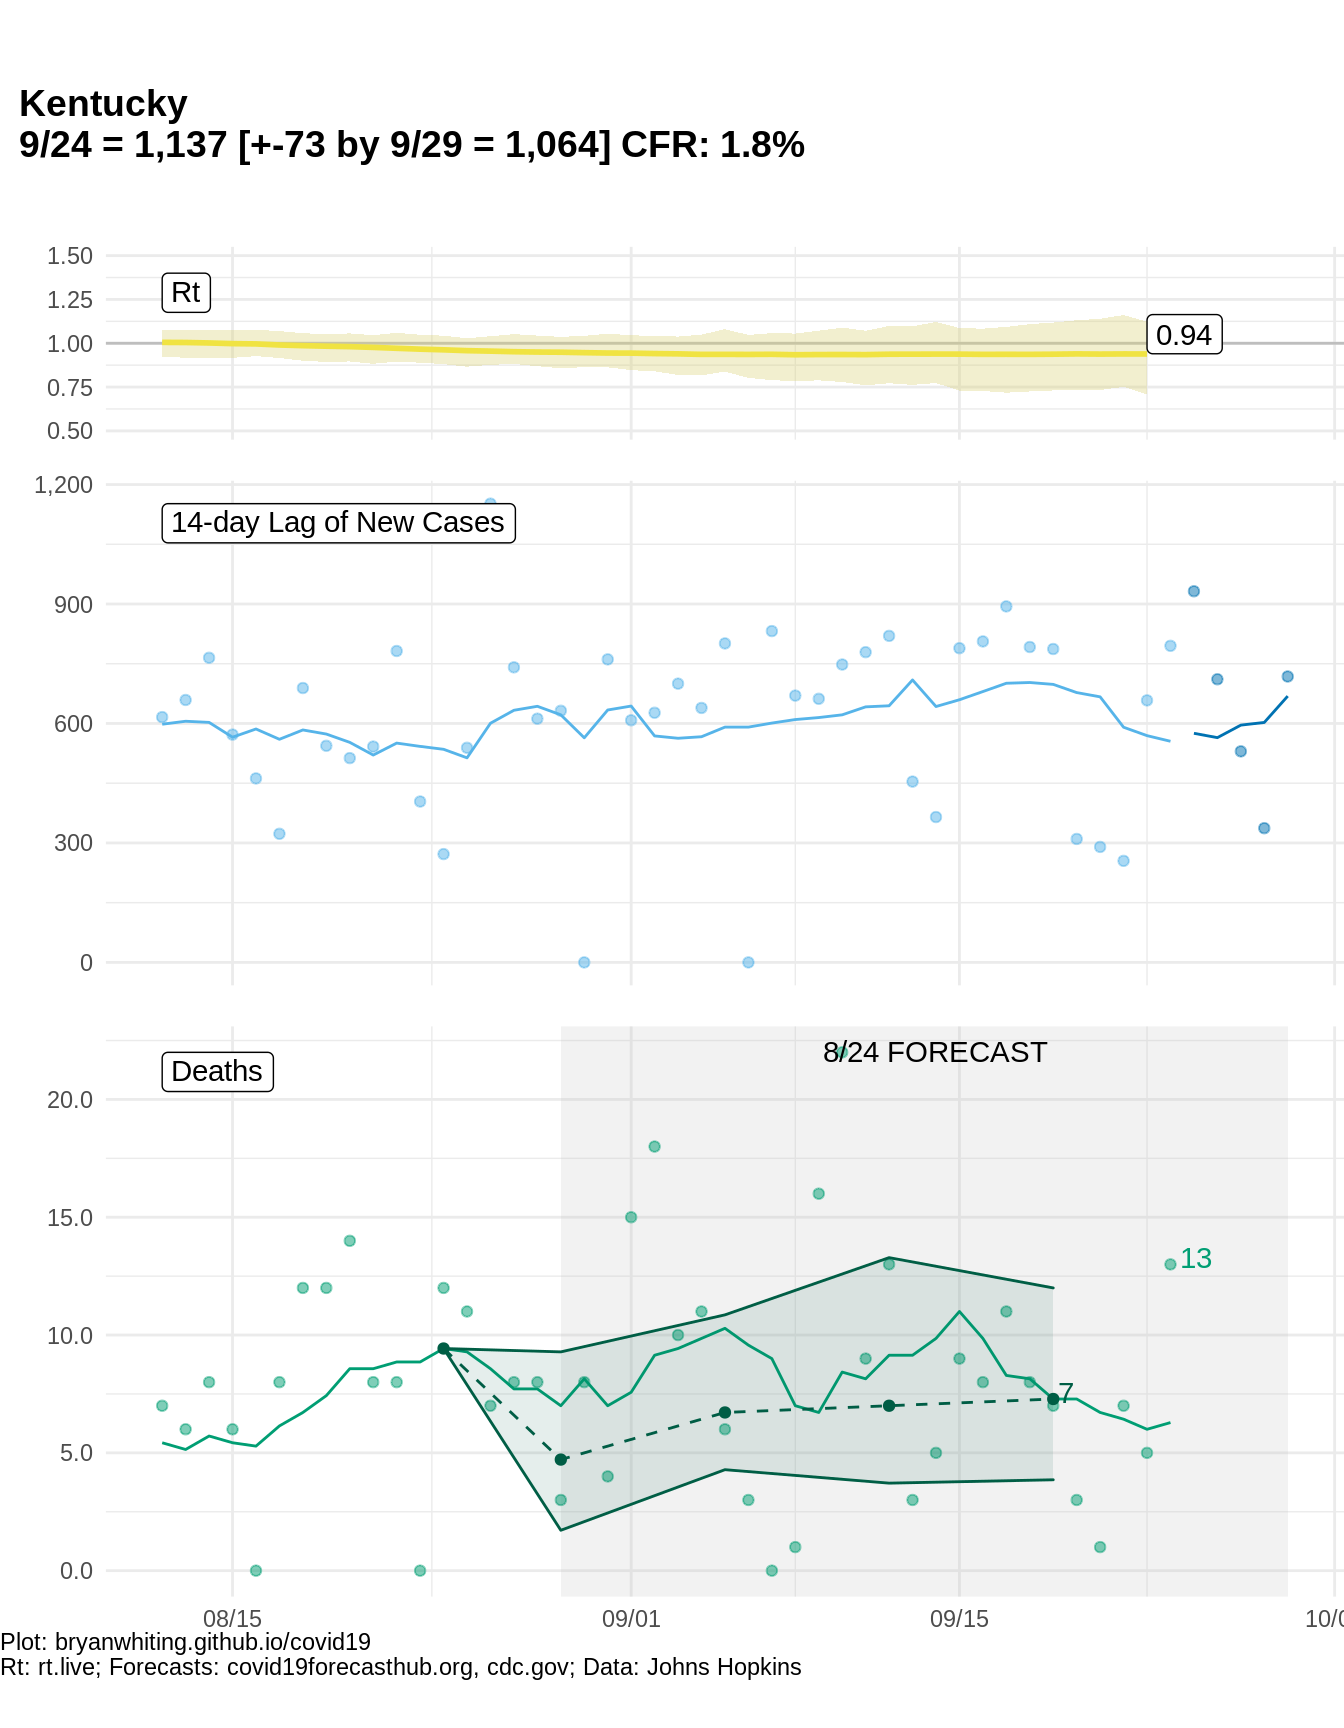 Kentucky
9/24 = 1,137 [+-73 by 9/29 = 1,064] CFR: 1.8%
1.50
Rt
1.25
1.00
0.94
0.75
0.50
1,200
14-day Lag of New Cases
900
600
300
0
8/24 FORECAST
Deaths
20.0
15.0
13
10.0
7
5.0
0.0
08/15 09/01 09/15
Plot: bryanwhiting.github.io/covid19
Rt: rt.live; Forecasts: covid19forecasthub.org, cdc.gov; Data: Johns Hopkins